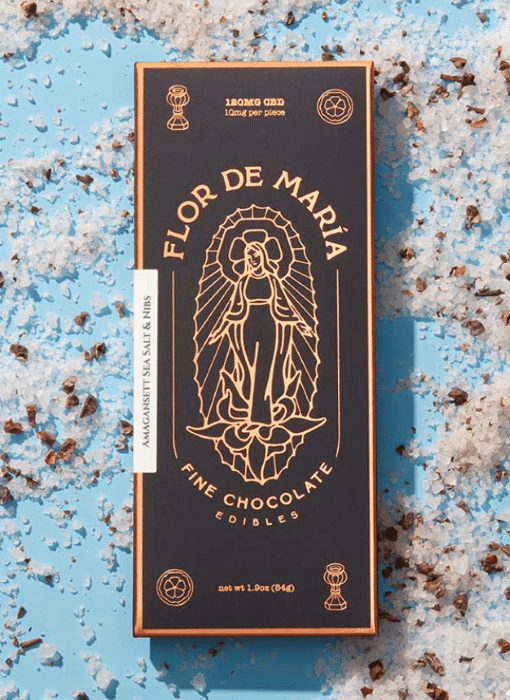 120MG CBD
10mg per piece
FLOR DE MARÍA
AMAGANSETT SEA SALT & NIBS
FINE CHOCOLATE
EDIBLES
net wt 1.9oz (54g)